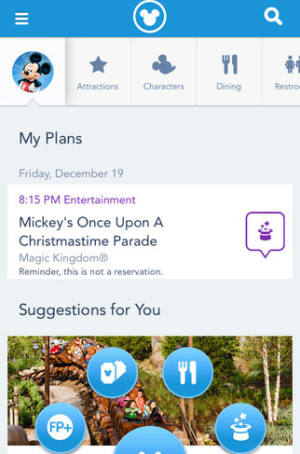 Attractions
Characters
Dining
Restro
My Plans
Friday, December 19
8:15 PM Entertainment
Mickey's Once Upon A
Christmastime Parade
Magic Kingdom®
Reminder, this is not a reservation.
Suggestions for You
FP+